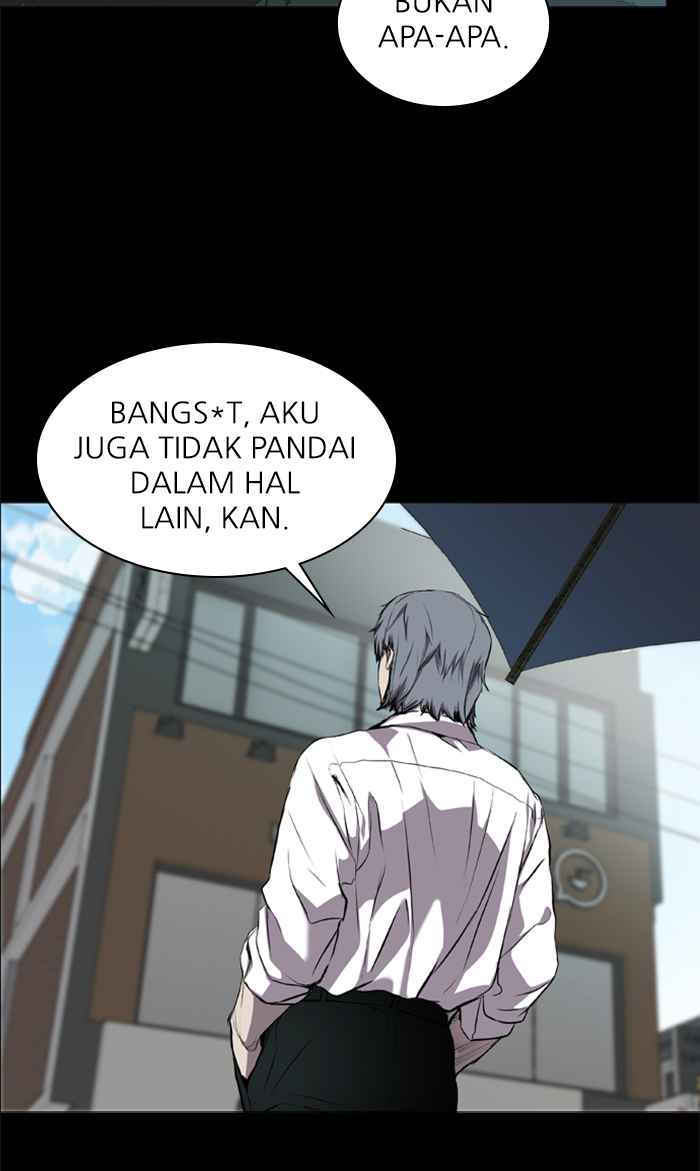 BUKAN
APA-APA.
BANGS*T, AKU
JUGA TIDAK PANDAI
DALAM HAL
LAIN, KAN.